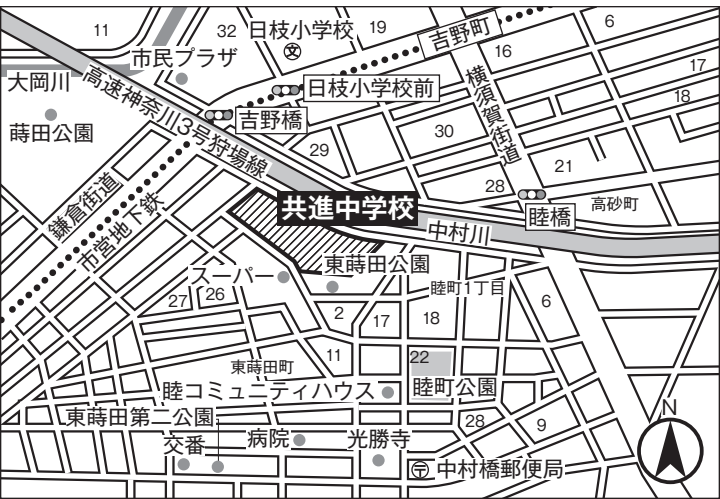 11
32
日枝小学校
文
19
吉野町
6
16
17
市民プラザ
大岡川
日枝小学校前
18
高速神奈川3号狩場線
横須賀街道
吉野橋
蒔田公園
30
29
21
28
鎌倉街道
市営地下鉄
共進中学校
睦橋
高砂町
中村川
東蒔田公園
スーパー
睦町1丁目
27
26
2
17
18
6
11
22
東蒔田町
睦コミュニティハウス
睦町公園
東蒔田第二公園
28
9
N
交番
病院
光勝寺
〒
中村橋郵便局